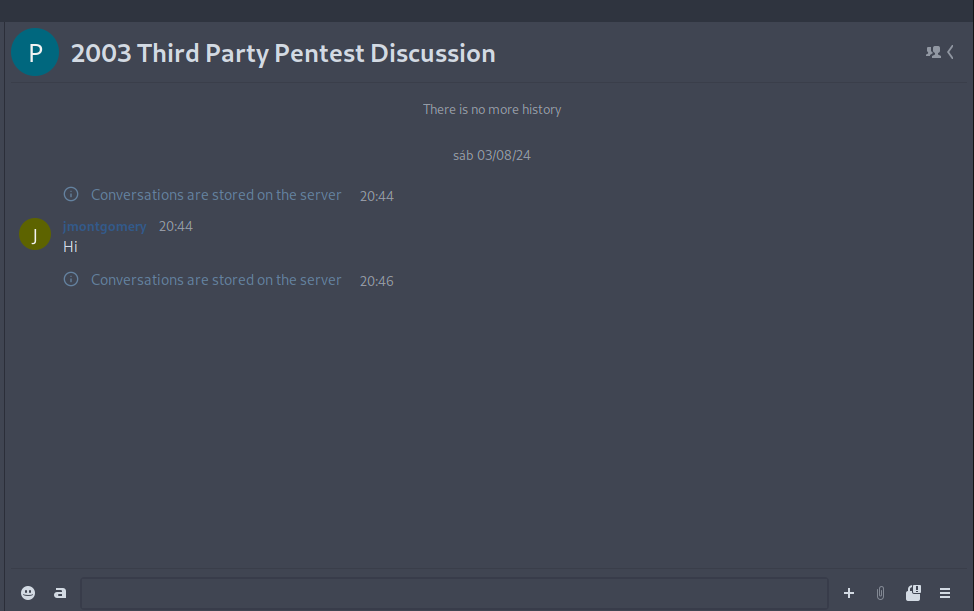 P 2003 Third Party Pentest Discussion
There is no more history
sáb 03/08/24
Conversations are stored on the server 20:44
J jmontgomery 20:44
Hi
Conversations are stored on the server 20:46
a